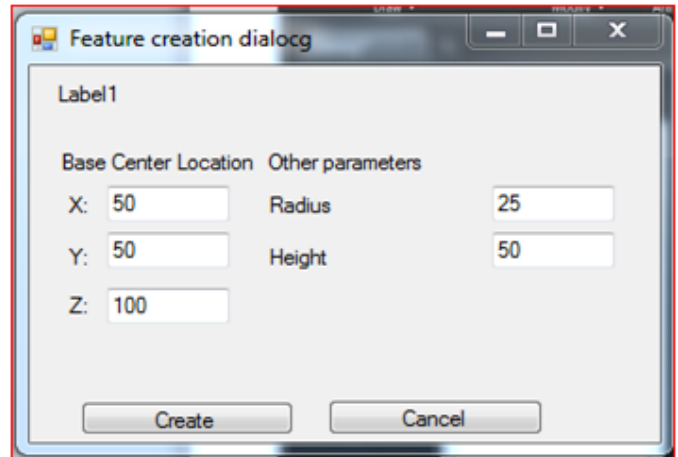 Feature creation dialocg
Label1
Base Center Location Other parameters
X: 50 Radius 25
Y: 50 Height 50
Z: 100
Create Cancel